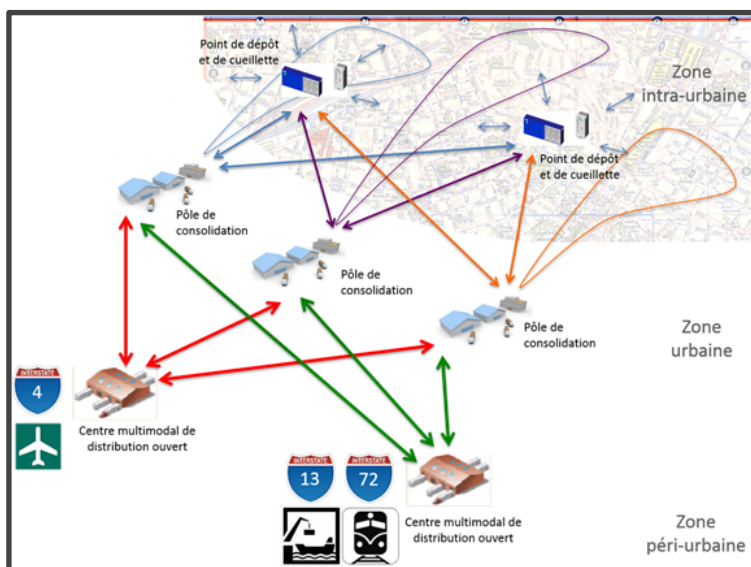 Point de dépôt
et de cueillette
Zone
intra-urbaine
Point de dépôt
et de cueillette
Pôle de
consolidation
Pôle de
consolidation
Pôle de
consolidation
Zone
urbaine
INTERSTATE
4
Centre multimodal de
distribution ouvert
INTERSTATE
13
INTERSTATE
72
Centre multimodal de
distribution ouvert
Zone
péri-urbaine